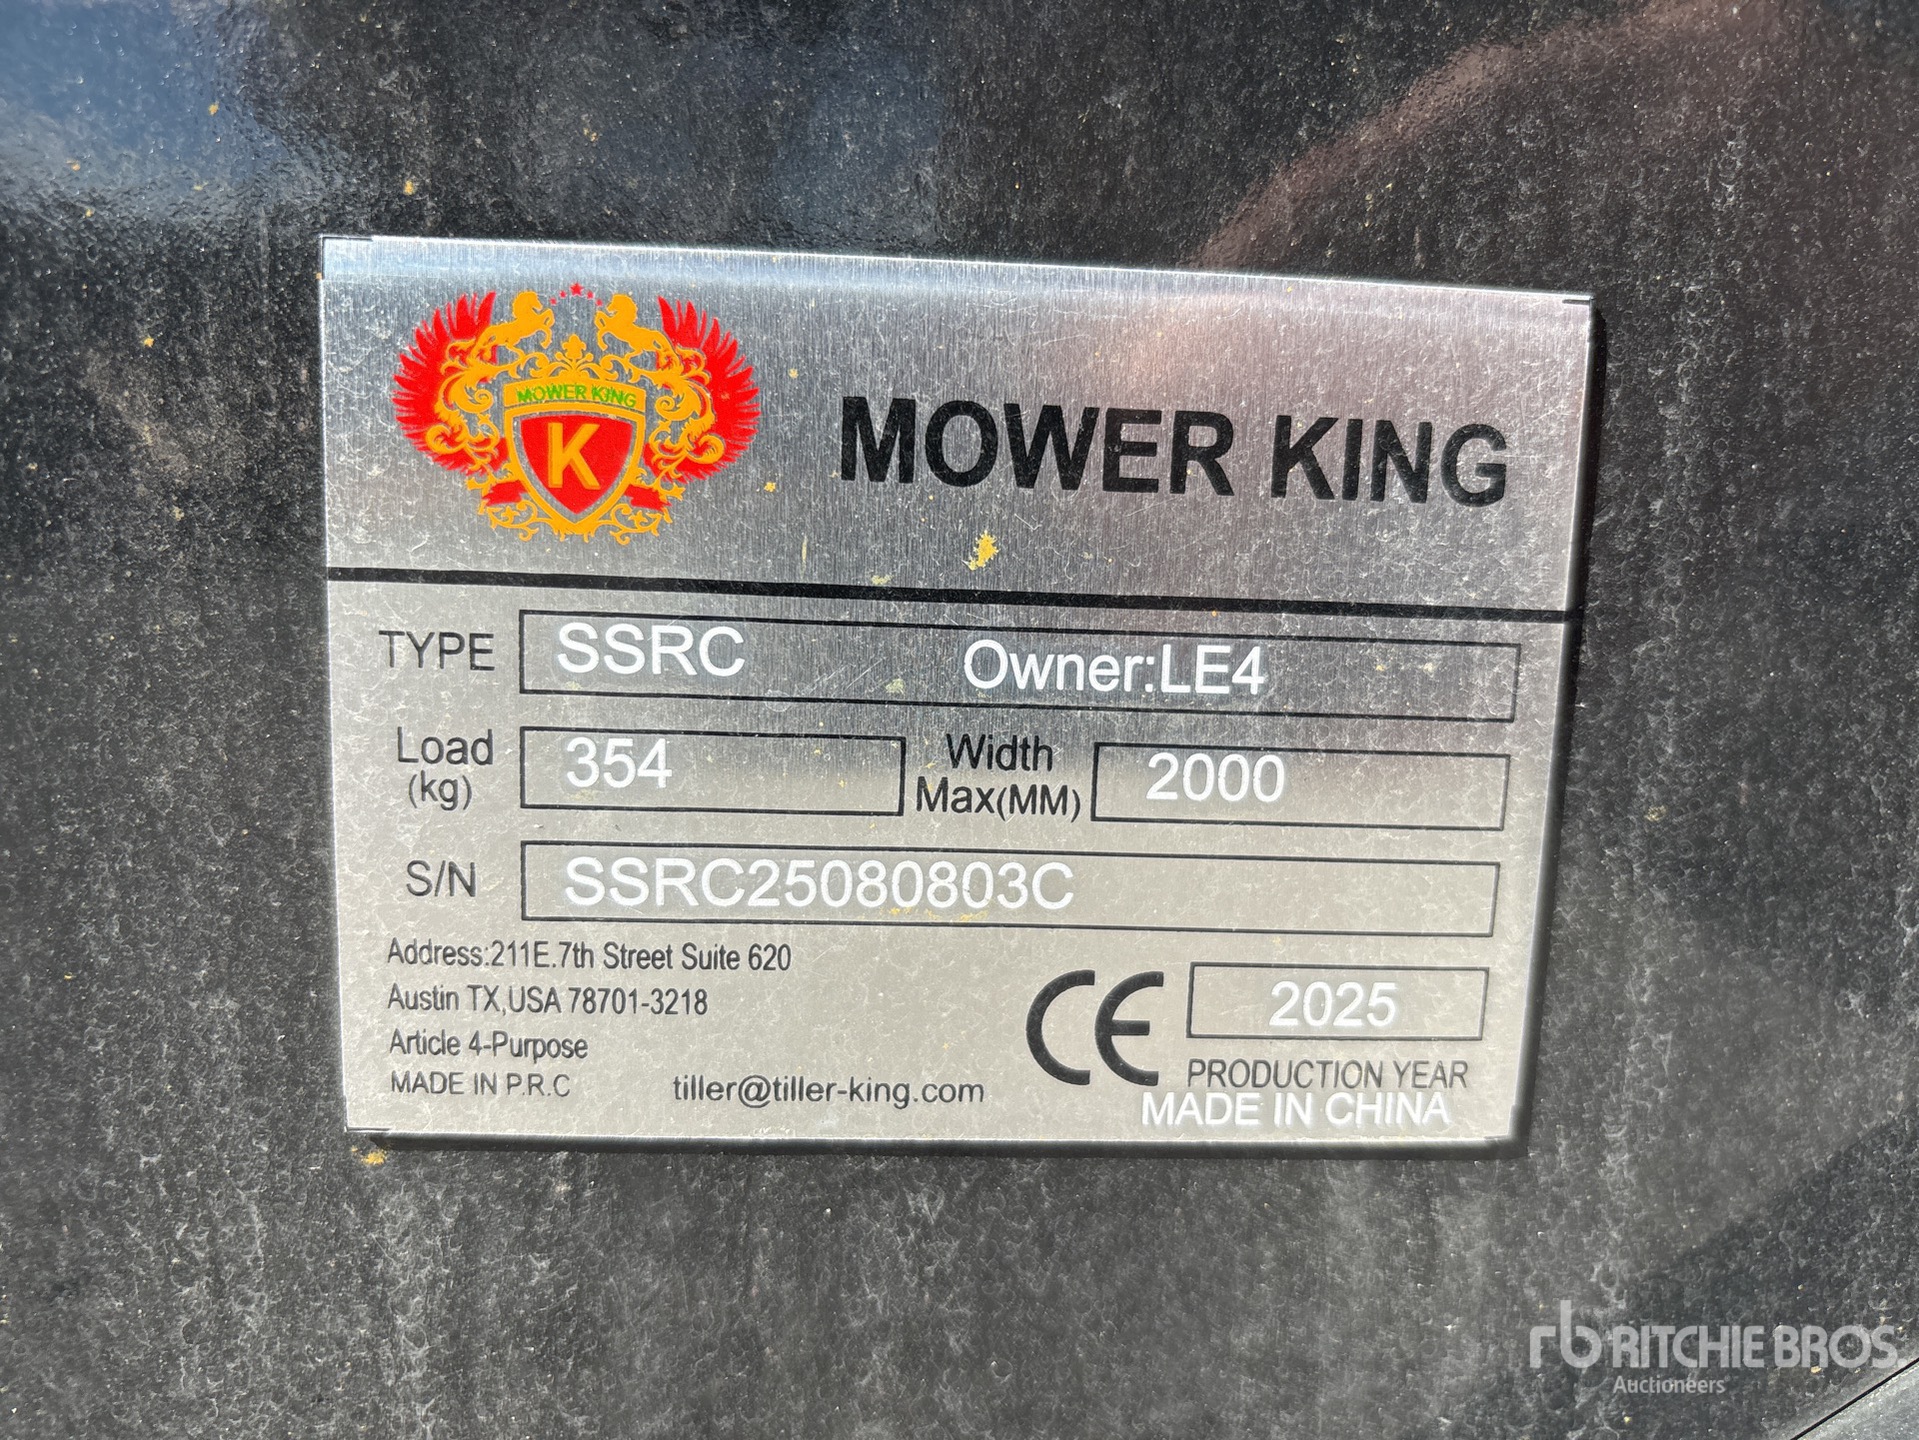 MOWER KING
K
MOWER KING
TYPE SSRC Owner:LE4
Load (kg) 354 Width Max(MM) 2000
S/N SSRC25080803C
Address:211E.7th Street Suite 620
Austin TX,USA 78701-3218
Article 4-Purpose
MADE IN P.R.C tiller@tiller-king.com
CE 2025
PRODUCTION YEAR
MADE IN CHINA
rb RITCHIE BROS.
Auctioneers